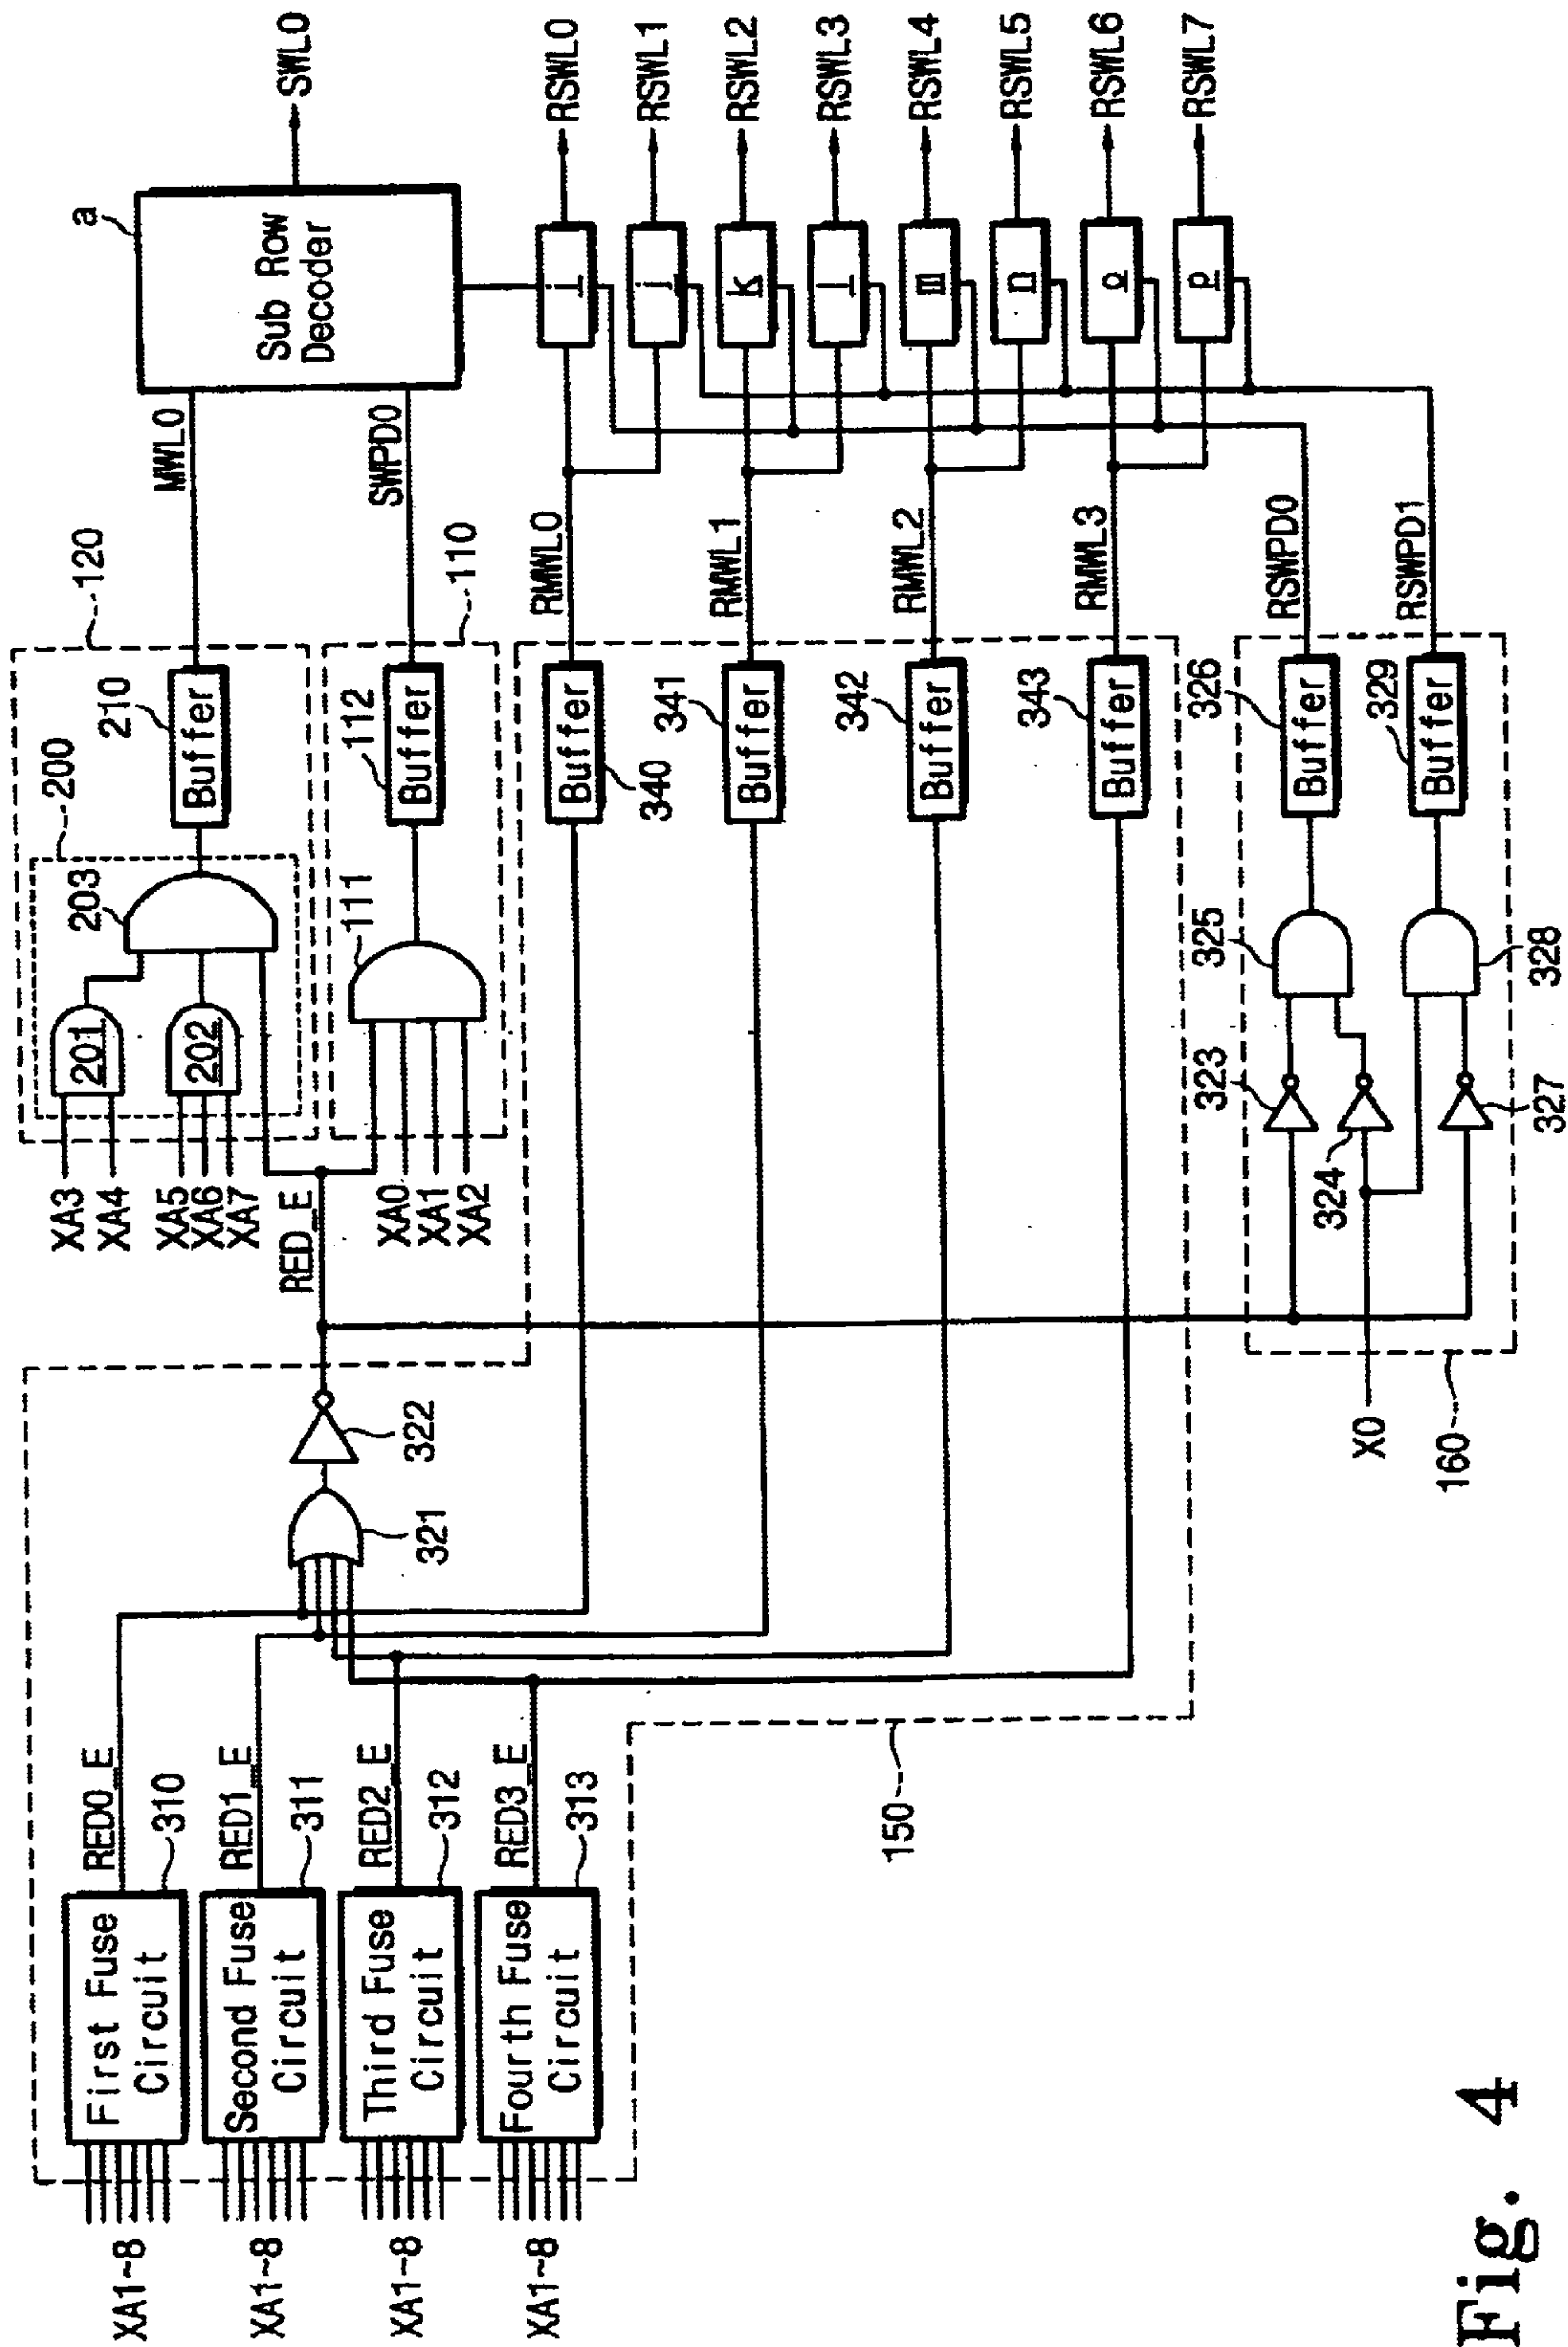 First Fuse
Circuit
Second Fuse
Circuit
Third Fuse
Circuit
Fourth Fuse
Circuit
XA1~8
XA1~8
XA1~8
XA1~8
RED0_E
RED1_E
RED2_E
RED3_E
310
311
312
313
150
321
322
RED_E
XA3
XA4
XA5
XA6
XA7
XA0
XA1
XA2
201
202
203
200
111
Buffer
210
Buffer
112
120
110
Buffer
340
Buffer
341
Buffer
342
Buffer
343
X0
160
323
324
327
325
328
Buffer
326
Buffer
329
MWL0
SWPD0
RMWL0
RMWL1
RMWL2
RMWL3
RSWPD0
RSWPD1
Sub Row
Decoder
a
i
j
k
l
m
n
o
p
SWL0
RSWL0
RSWL1
RSWL2
RSWL3
RSWL4
RSWL5
RSWL6
RSWL7
Fig. 4